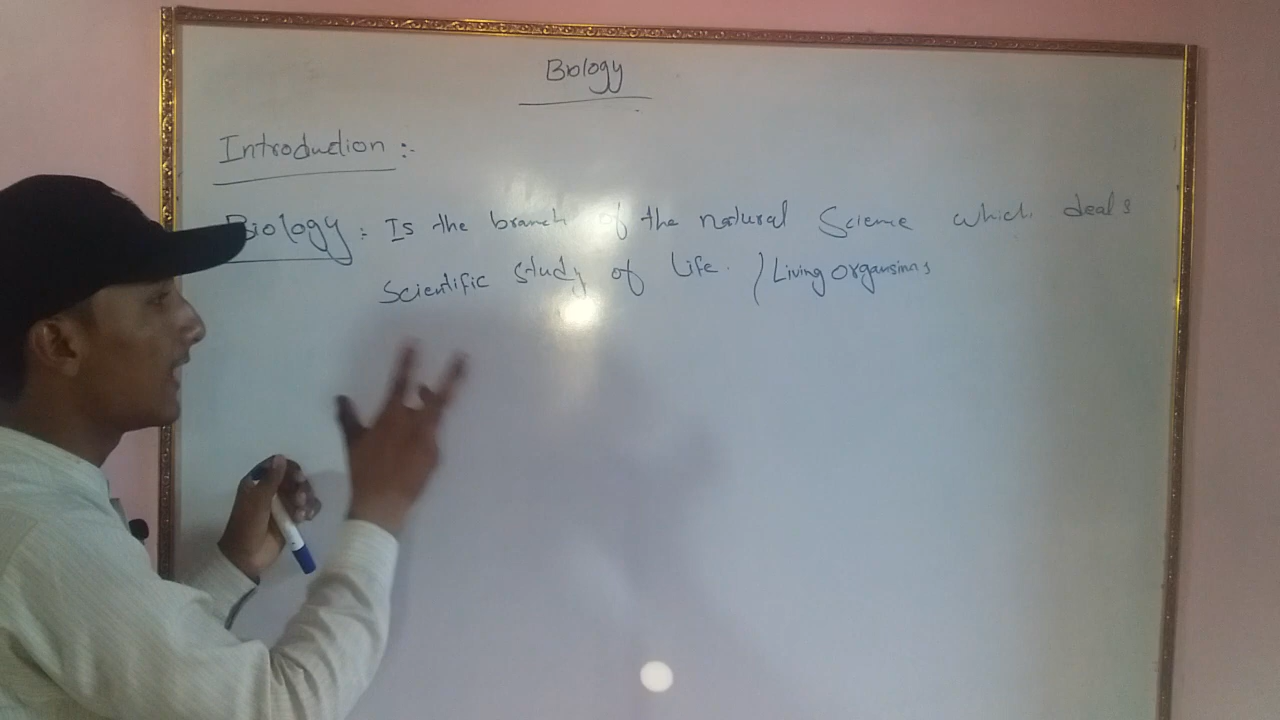 Biology
Introduction :-
Biology : Is the branch of the natural Science which deals
Scientific study of life. / Living organsims